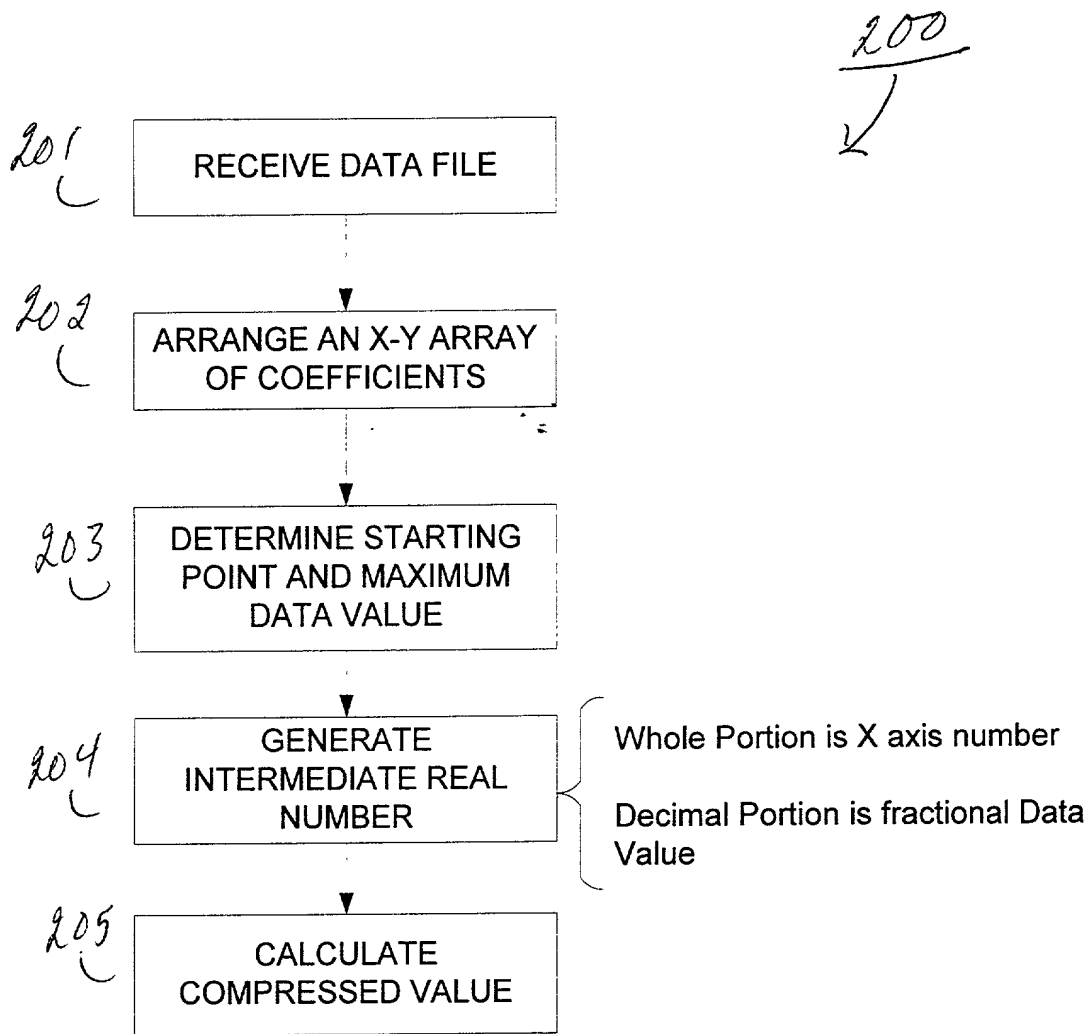 200
201
RECEIVE DATA FILE
202
ARRANGE AN X-Y ARRAY
OF COEFFICIENTS
203
DETERMINE STARTING
POINT AND MAXIMUM
DATA VALUE
204
GENERATE
INTERMEDIATE REAL
NUMBER
Whole Portion is X axis number
Decimal Portion is fractional Data
Value
205
CALCULATE
COMPRESSED VALUE